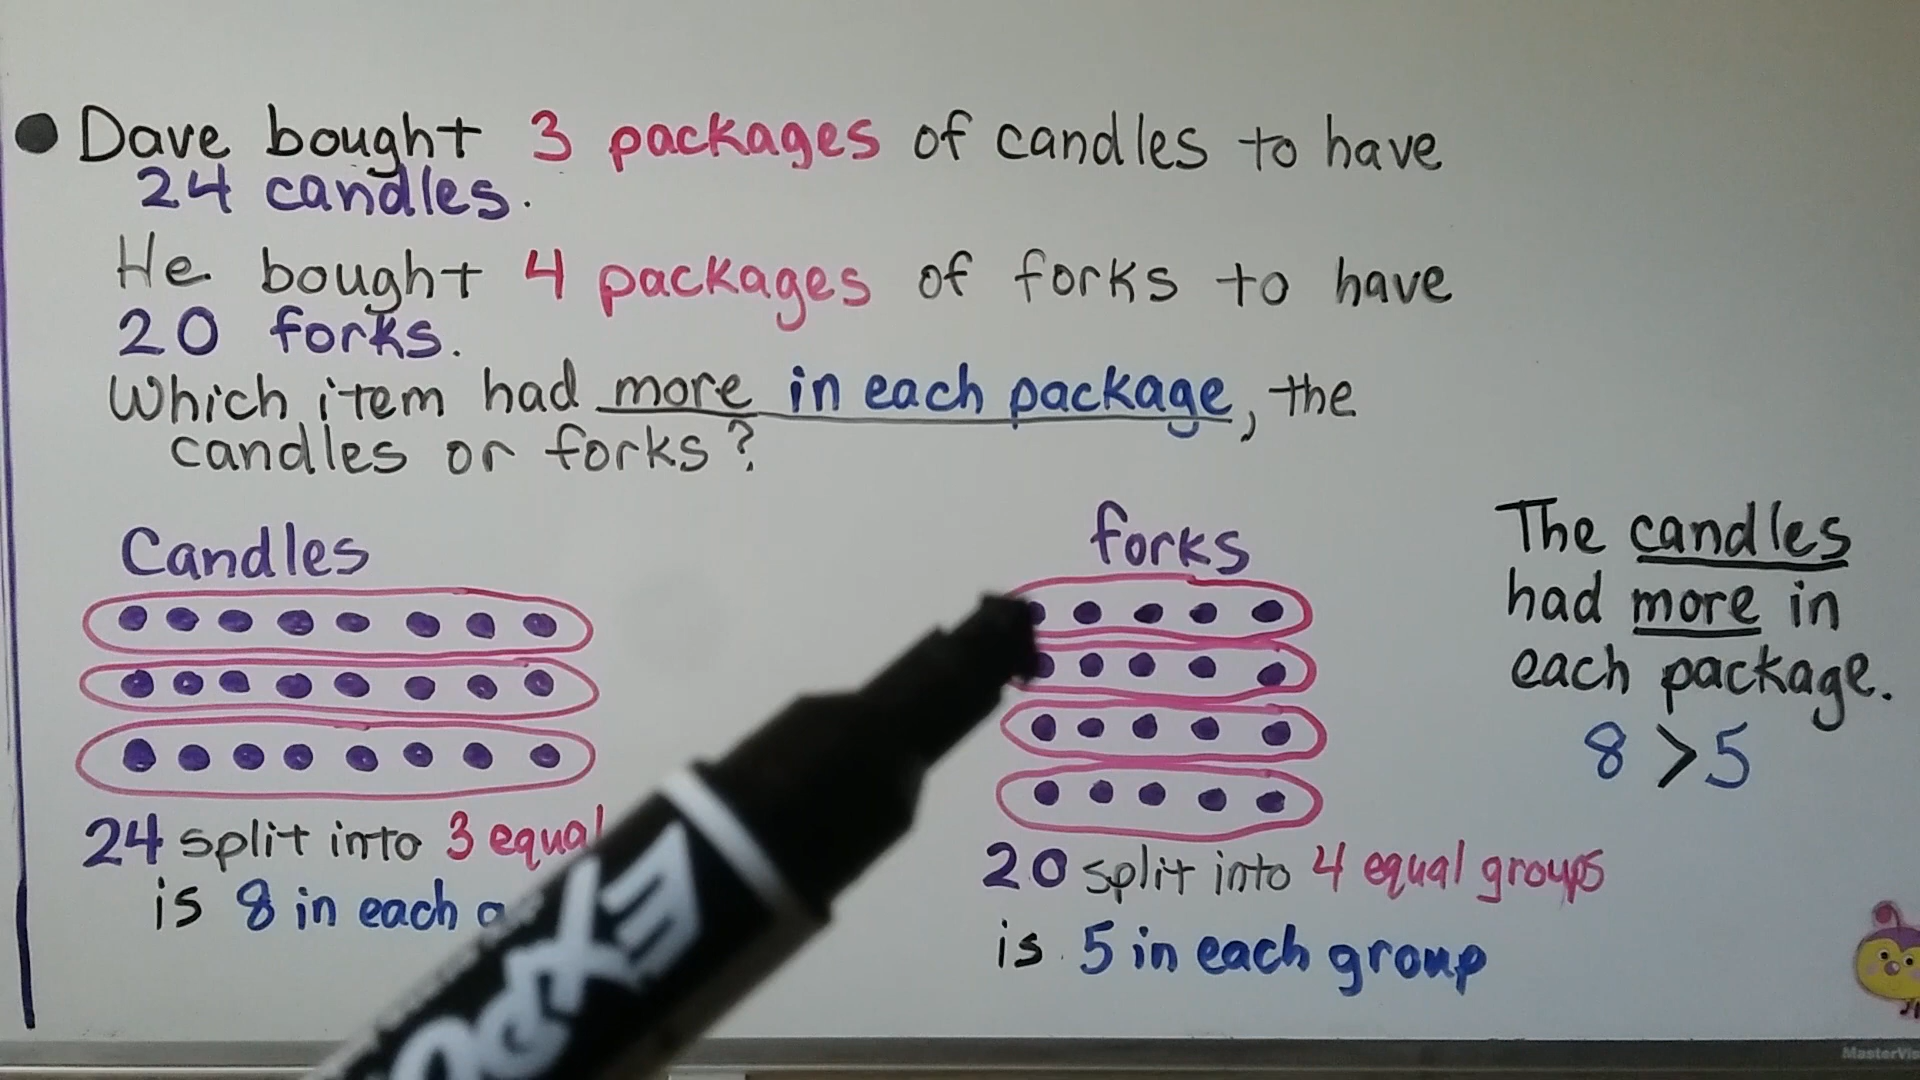 Dave bought 3 packages of candles to have
24 candles.
He bought 4 packages of forks to have
20 forks.
Which item had more in each package, the
candles or forks?
Candles
forks
The candles
had more in
each package.
8 > 5
24 split into 3 equal
is 8 in each
20 split into 4 equal groups
is 5 in each group
EXPO